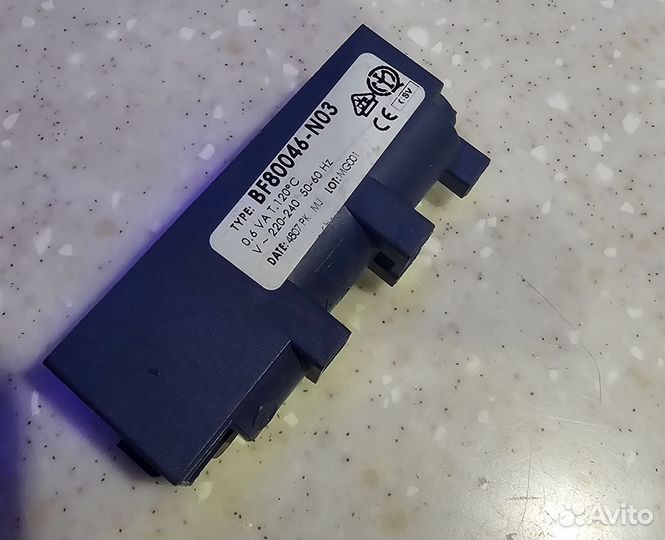 TYPE: BF80046-N03
0.6 VA T.120°C
V ~ 220-240 50-60 Hz
DATE: 4807 PK MJ LOT: MG001
CE
Avito